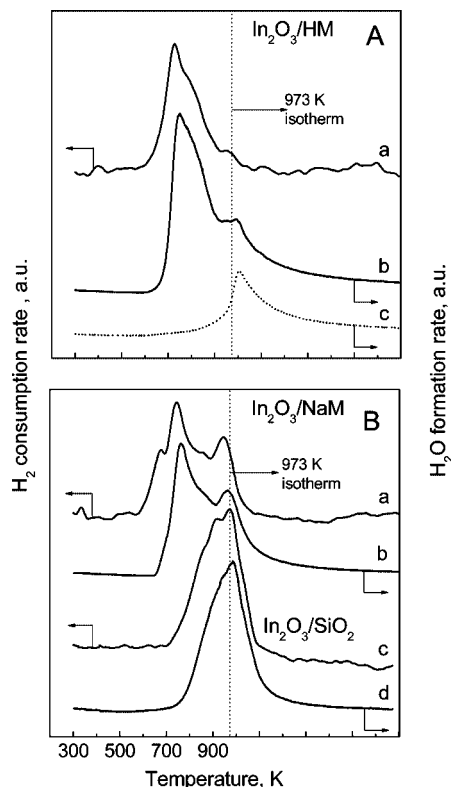 In2O3/HM
A
973 K
isotherm
a
b
c
H2 consumption rate , a.u.
H2O formation rate, a.u.
In2O3/NaM
B
973 K
isotherm
a
b
In2O3/SiO2
c
d
300 500 700 900
Temperature, K